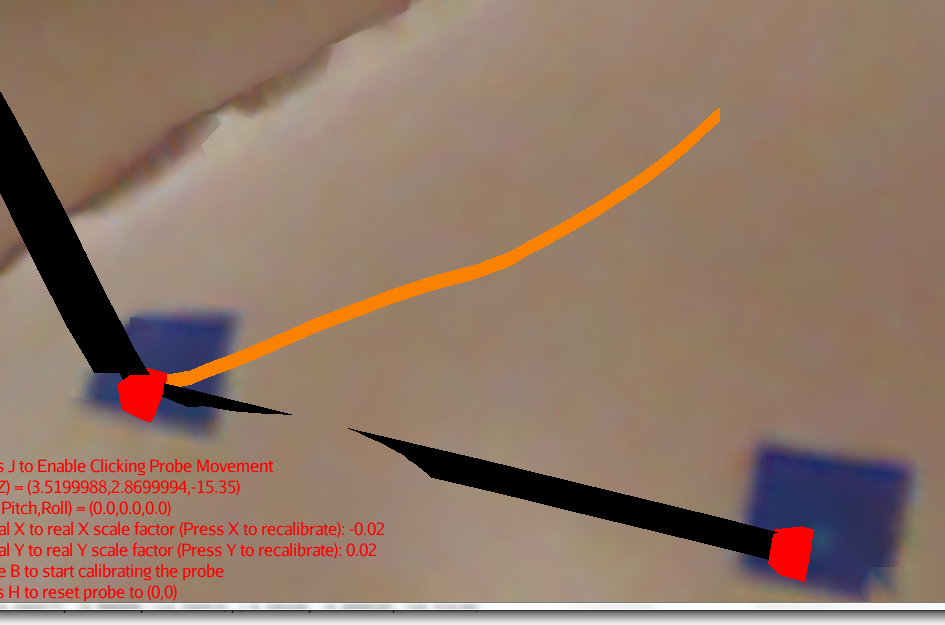 s J to Enable Clicking Probe Movement
Z) = (3.5199988,2.8699994,-15.35)
Pitch,Roll) = (0.0,0.0,0.0)
al X to real X scale factor (Press X to recalibrate): -0.02
al Y to real Y scale factor (Press Y to recalibrate): 0.02
e B to start calibrating the probe
s H to reset probe to (0,0)